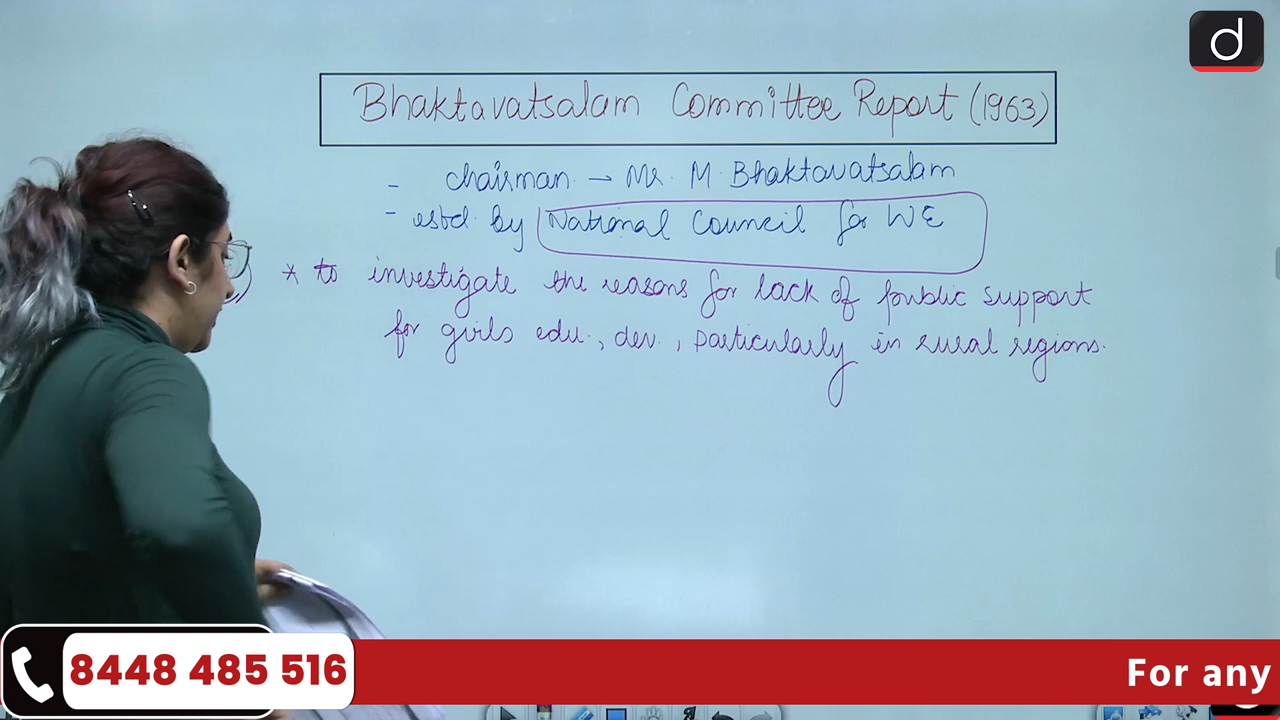 d
Bhaktavatsalam Committee Report (1963)
- chairman → Mr. M. Bhaktavatsalam
- estd. by National Council for WE
* to investigate the reasons for lack of public support
for girls edu., dev., particularly in rural regions.
8448 485 516
For any